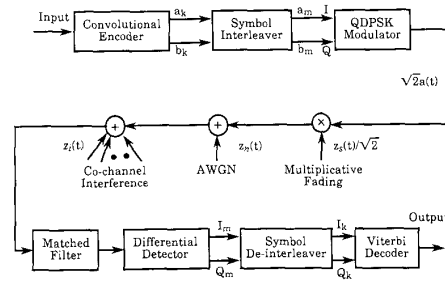 Input
Convolutional
Encoder
a_k
b_k
Symbol
Interleaver
a_m
b_m
I
Q
QDPSK
Modulator
√2a(t)
z_i(t)
Co-channel
Interference
z_n(t)
AWGN
z_s(t)/√2
Multiplicative
Fading
Output
Matched
Filter
Differential
Detector
I_m
Q_m
Symbol
De-interleaver
I_k
Q_k
Viterbi
Decoder